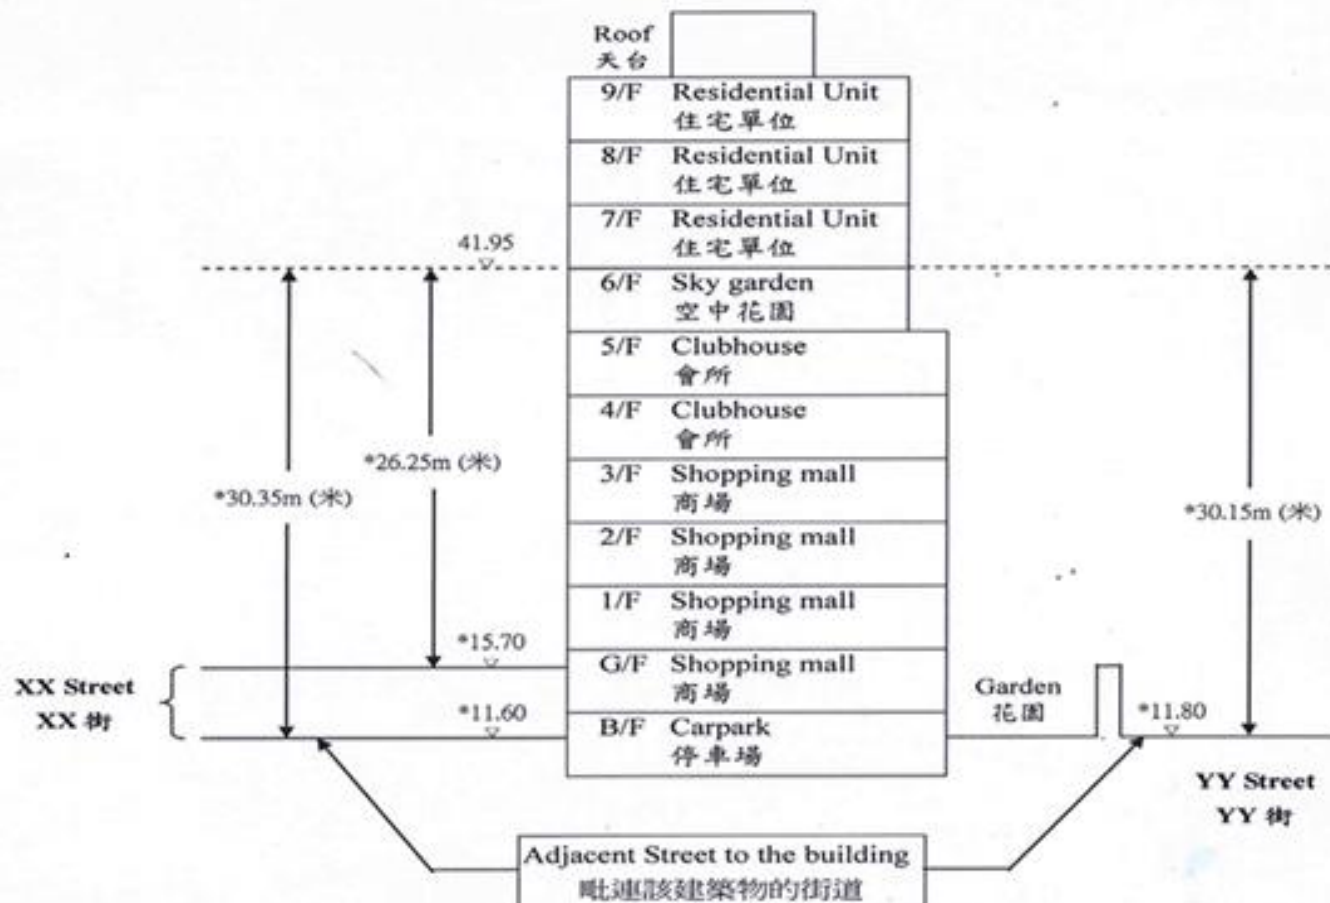 Roof
天台
9/F Residential Unit
住宅單位
8/F Residential Unit
住宅單位
7/F Residential Unit
住宅單位
41.95
6/F Sky garden
空中花園
5/F Clubhouse
會所
4/F Clubhouse
會所
*26.25m (米)
3/F Shopping mall
商場
*30.35m (米)
*30.15m (米)
2/F Shopping mall
商場
1/F Shopping mall
商場
*15.70
G/F Shopping mall
商場
XX Street
XX 街
Garden
花園
*11.60
*11.80
B/F Carpark
停車場
YY Street
YY 街
Adjacent Street to the building
毗連該建築物的街道